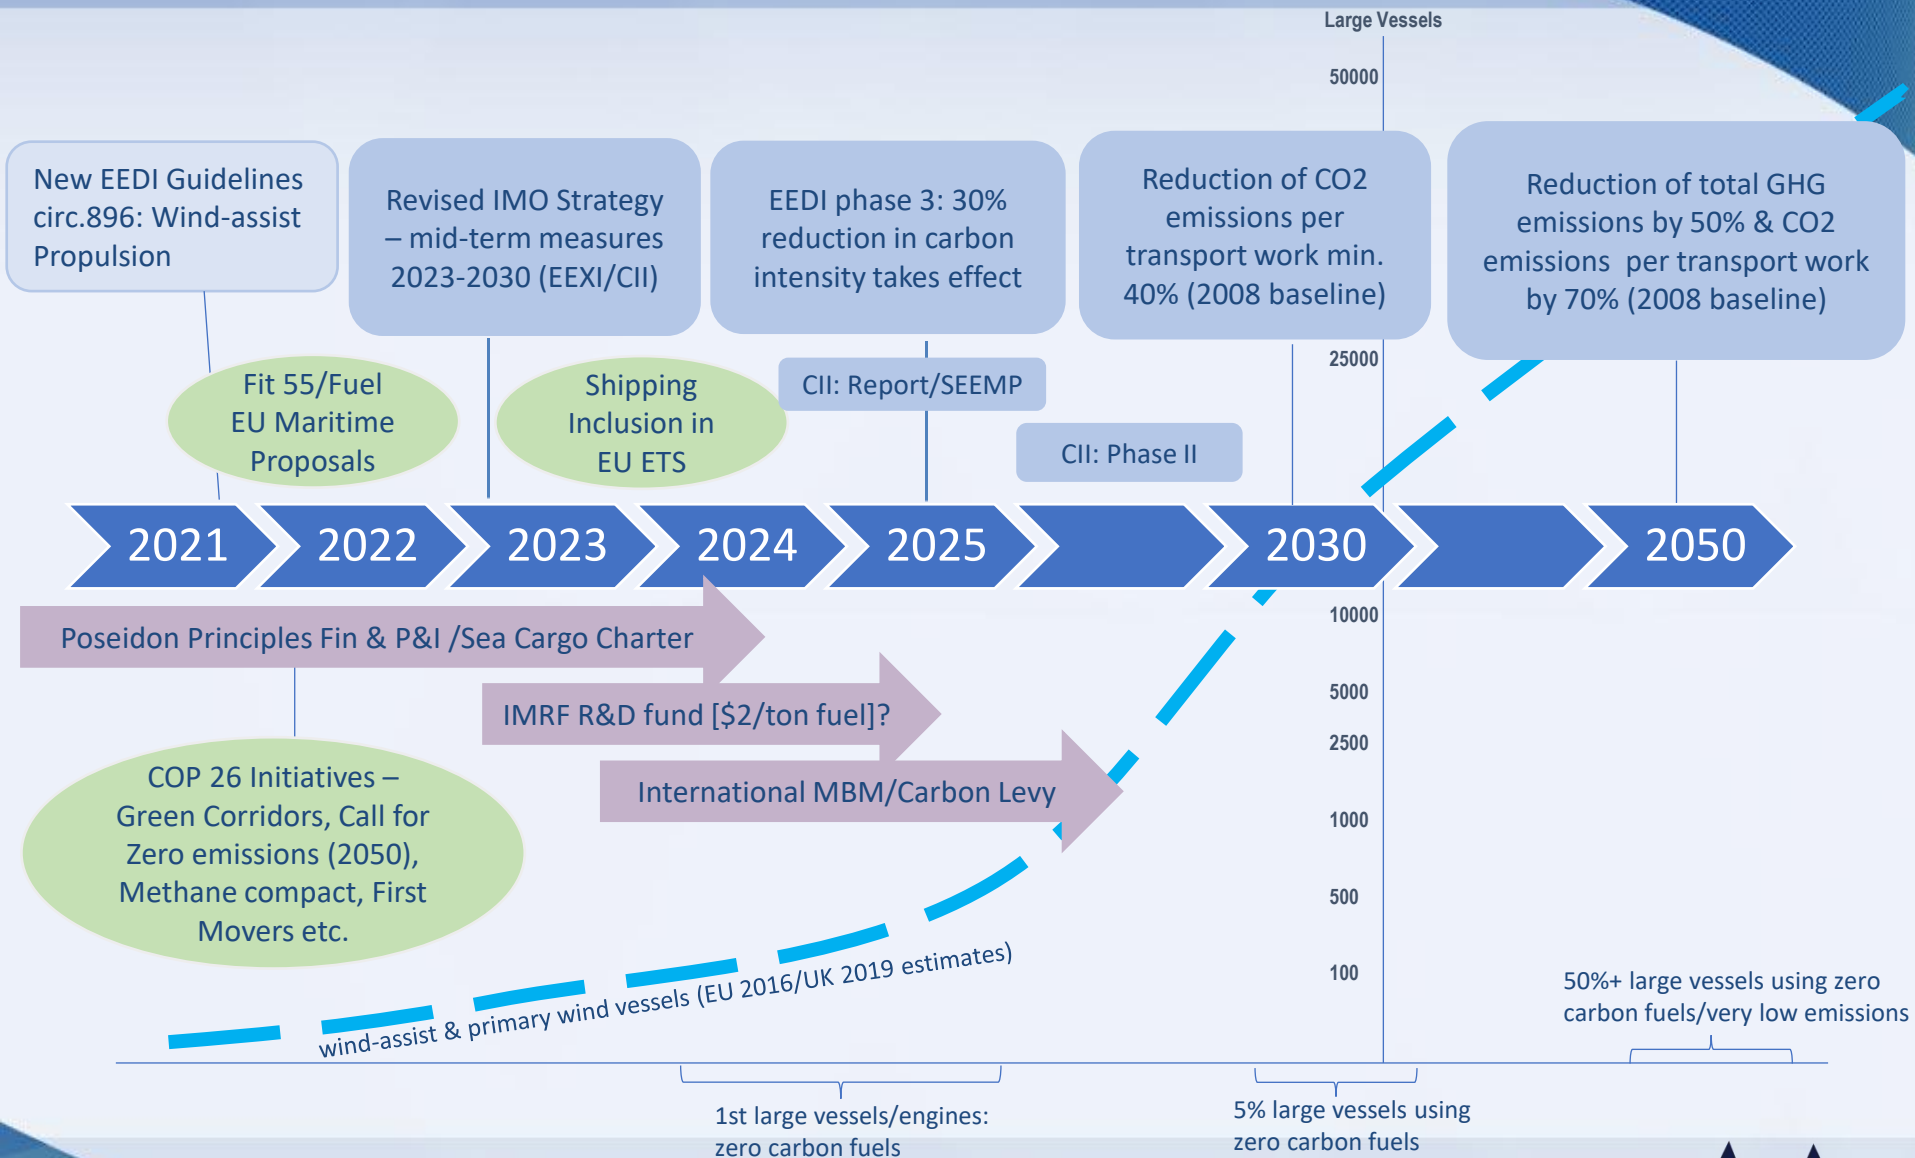 Large Vessels
50000
New EEDI Guidelines
circ.896: Wind-assist
Propulsion
Revised IMO Strategy
– mid-term measures
2023-2030 (EEXI/CII)
EEDI phase 3: 30%
reduction in carbon
intensity takes effect
Reduction of CO2
emissions per
transport work min.
40% (2008 baseline)
Reduction of total GHG
emissions by 50% & CO2
emissions per transport work
by 70% (2008 baseline)
25000
Fit 55/Fuel
EU Maritime
Proposals
Shipping
Inclusion in
EU ETS
CII: Report/SEEMP
CII: Phase II
2021
2022
2023
2024
2025
2030
2050
10000
5000
2500
1000
500
100
Poseidon Principles Fin & P&I /Sea Cargo Charter
IMRF R&D fund [$2/ton fuel]?
International MBM/Carbon Levy
COP 26 Initiatives –
Green Corridors, Call for
Zero emissions (2050),
Methane compact, First
Movers etc.
wind-assist & primary wind vessels (EU 2016/UK 2019 estimates)
50%+ large vessels using zero
carbon fuels/very low emissions
1st large vessels/engines:
zero carbon fuels
5% large vessels using
zero carbon fuels